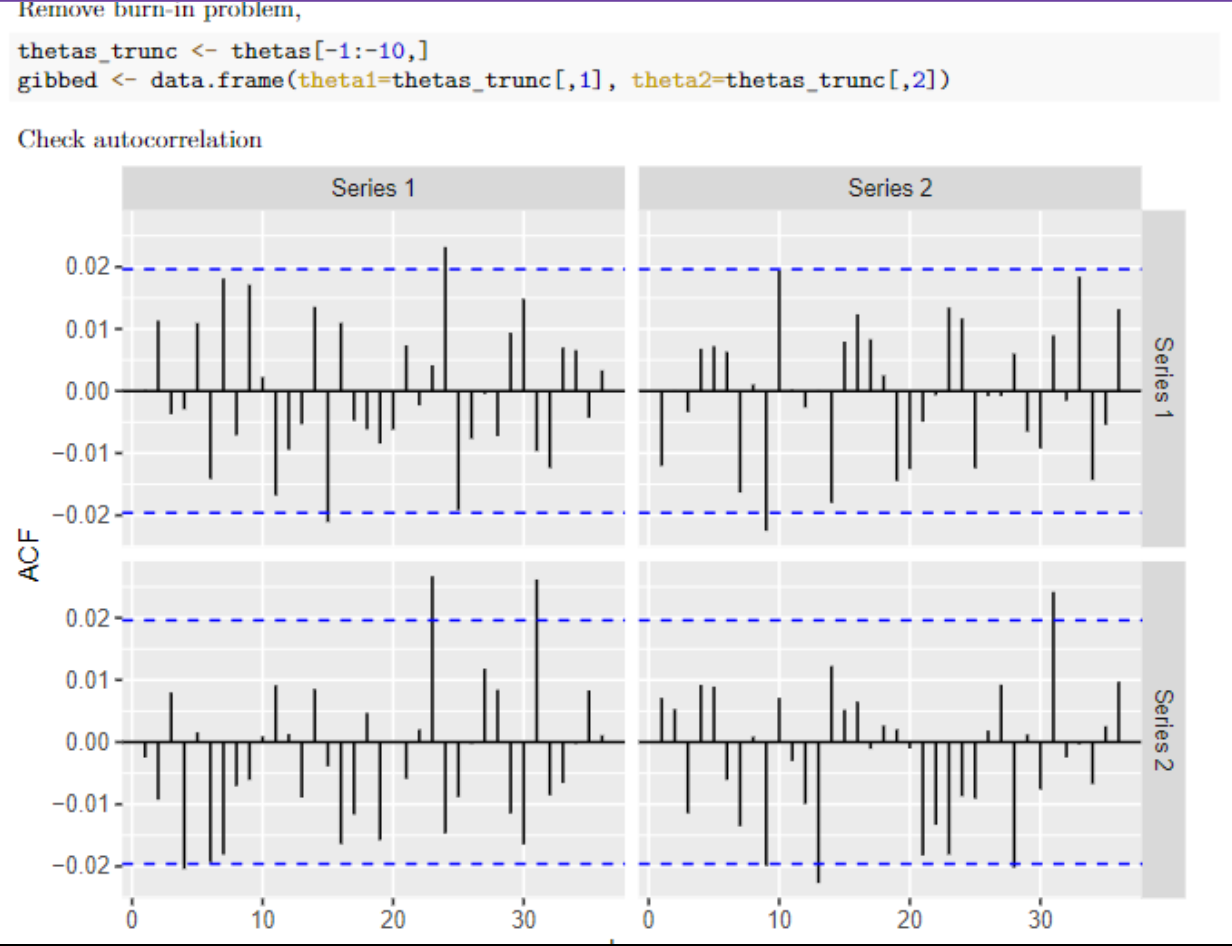 Remove burn-in problem,
thetas_trunc <- thetas[-1:-10,]
gibbed <- data.frame(theta1=thetas_trunc[,1], theta2=thetas_trunc[,2])
Check autocorrelation
Series 1
Series 2
0.02
0.01
0.00
−0.01
−0.02
Series 1
ACF
0.02
0.01
0.00
−0.01
−0.02
Series 2
0
10
20
30
0
10
20
30